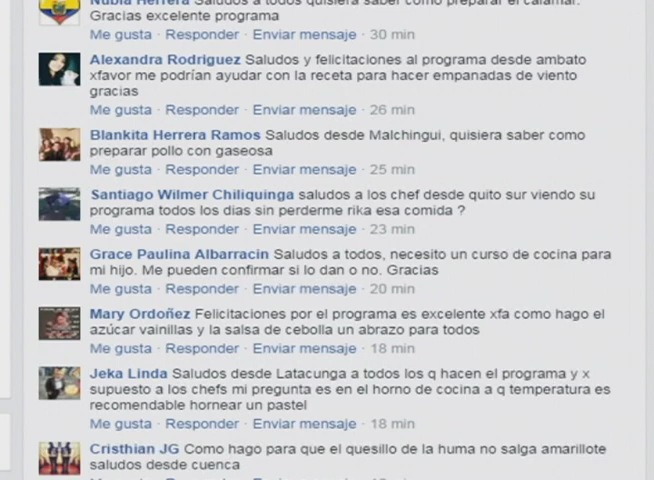 Nubia Herrera Saludos a todos quisiera saber como preparar el calamar.
Gracias excelente programa
Me gusta · Responder · Enviar mensaje · 30 min
Alexandra Rodriguez Saludos y felicitaciones al programa desde ambato
xfavor me podrían ayudar con la receta para hacer empanadas de viento
gracias
Me gusta · Responder · Enviar mensaje · 26 min
Blankita Herrera Ramos Saludos desde Malchingui, quisiera saber como
preparar pollo con gaseosa
Me gusta · Responder · Enviar mensaje · 25 min
Santiago Wilmer Chiliquinga saludos a los chef desde quito sur viendo su
programa todos los dias sin perderme rika esa comida ?
Me gusta · Responder · Enviar mensaje · 23 min
Grace Paulina Albarracin Saludos a todos, necesito un curso de cocina para
mi hijo. Me pueden confirmar si lo dan o no. Gracias
Me gusta · Responder · Enviar mensaje · 20 min
Mary Ordoñez Felicitaciones por el programa es excelente xfa como hago el
azúcar vainillas y la salsa de cebolla un abrazo para todos
Me gusta · Responder · Enviar mensaje · 18 min
Jeka Linda Saludos desde Latacunga a todos los q hacen el programa y x
supuesto a los chefs mi pregunta es en el horno de cocina a q temperatura es
recomendable hornear un pastel
Me gusta · Responder · Enviar mensaje · 18 min
Cristhian JG Como hago para que el quesillo de la huma no salga amarillote
saludos desde cuenca